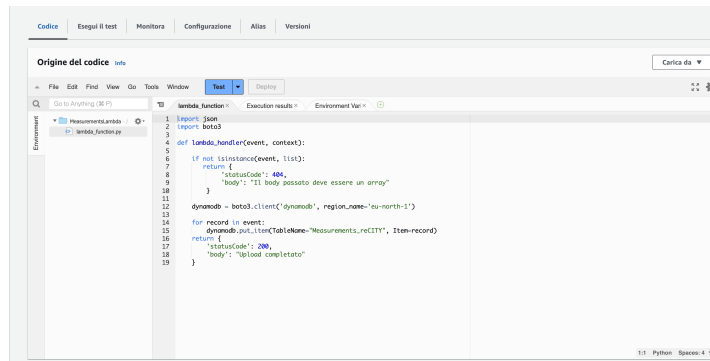 Codice Esegui il test Monitora Configurazione Alias Versioni
Origine del codice Info
Carica da ▼
File Edit Find View Go Tools Window Test Deploy
Go to Anything (⌘ P)
lambda_function × Execution results × Environment Vari ×
Environment
MeasurementsLambda /
lambda_function.py
1 import json
2 import boto3
3
4 def lambda_handler(event, context):
5
6 if not isinstance(event, list):
7 return {
8 'statusCode': 404,
9 'body': "Il body passato deve essere un array"
10 }
11
12 dynamodb = boto3.client('dynamodb', region_name='eu-north-1')
13
14 for record in event:
15 dynamodb.put_item(TableName="Measurements_reCITY", Item=record)
16 return {
17 'statusCode': 200,
18 'body': "Upload completato"
19 }
1:1 Python Spaces: 4